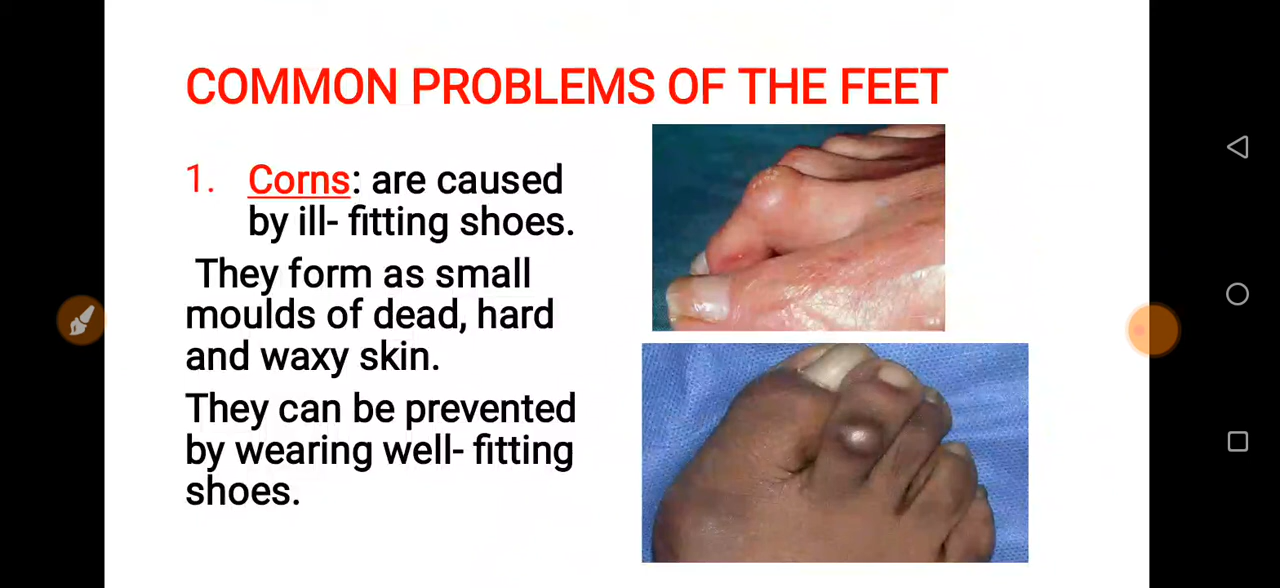 COMMON PROBLEMS OF THE FEET
1. Corns: are caused
by ill- fitting shoes.
They form as small
moulds of dead, hard
and waxy skin.
They can be prevented
by wearing well- fitting
shoes.